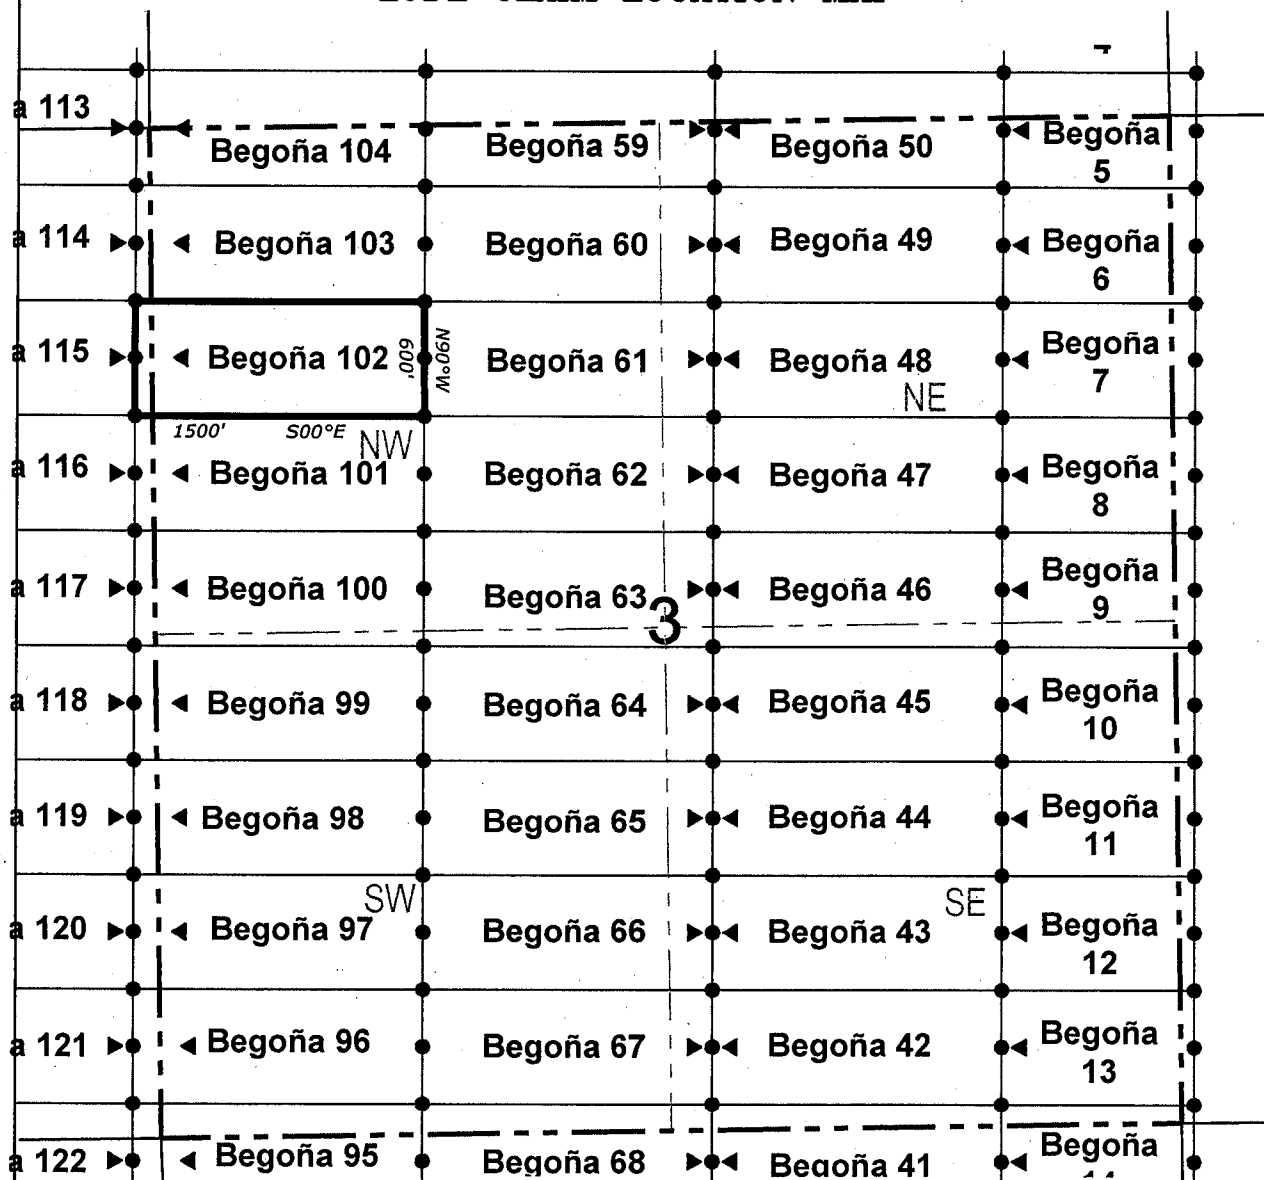 a 113
Begoña 104
Begoña 59
Begoña 50
Begoña
5
a 114
Begoña 103
Begoña 60
Begoña 49
Begoña
6
a 115
Begoña 102
600'
N90°W
Begoña 61
Begoña 48
NE
Begoña
7
1500' S00°E
NW
a 116
Begoña 101
Begoña 62
Begoña 47
Begoña
8
a 117
Begoña 100
Begoña 63
3
Begoña 46
Begoña
9
a 118
Begoña 99
Begoña 64
Begoña 45
Begoña
10
a 119
Begoña 98
Begoña 65
Begoña 44
Begoña
11
SW
SE
a 120
Begoña 97
Begoña 66
Begoña 43
Begoña
12
a 121
Begoña 96
Begoña 67
Begoña 42
Begoña
13
a 122
Begoña 95
Begoña 68
Begoña 41
Begoña